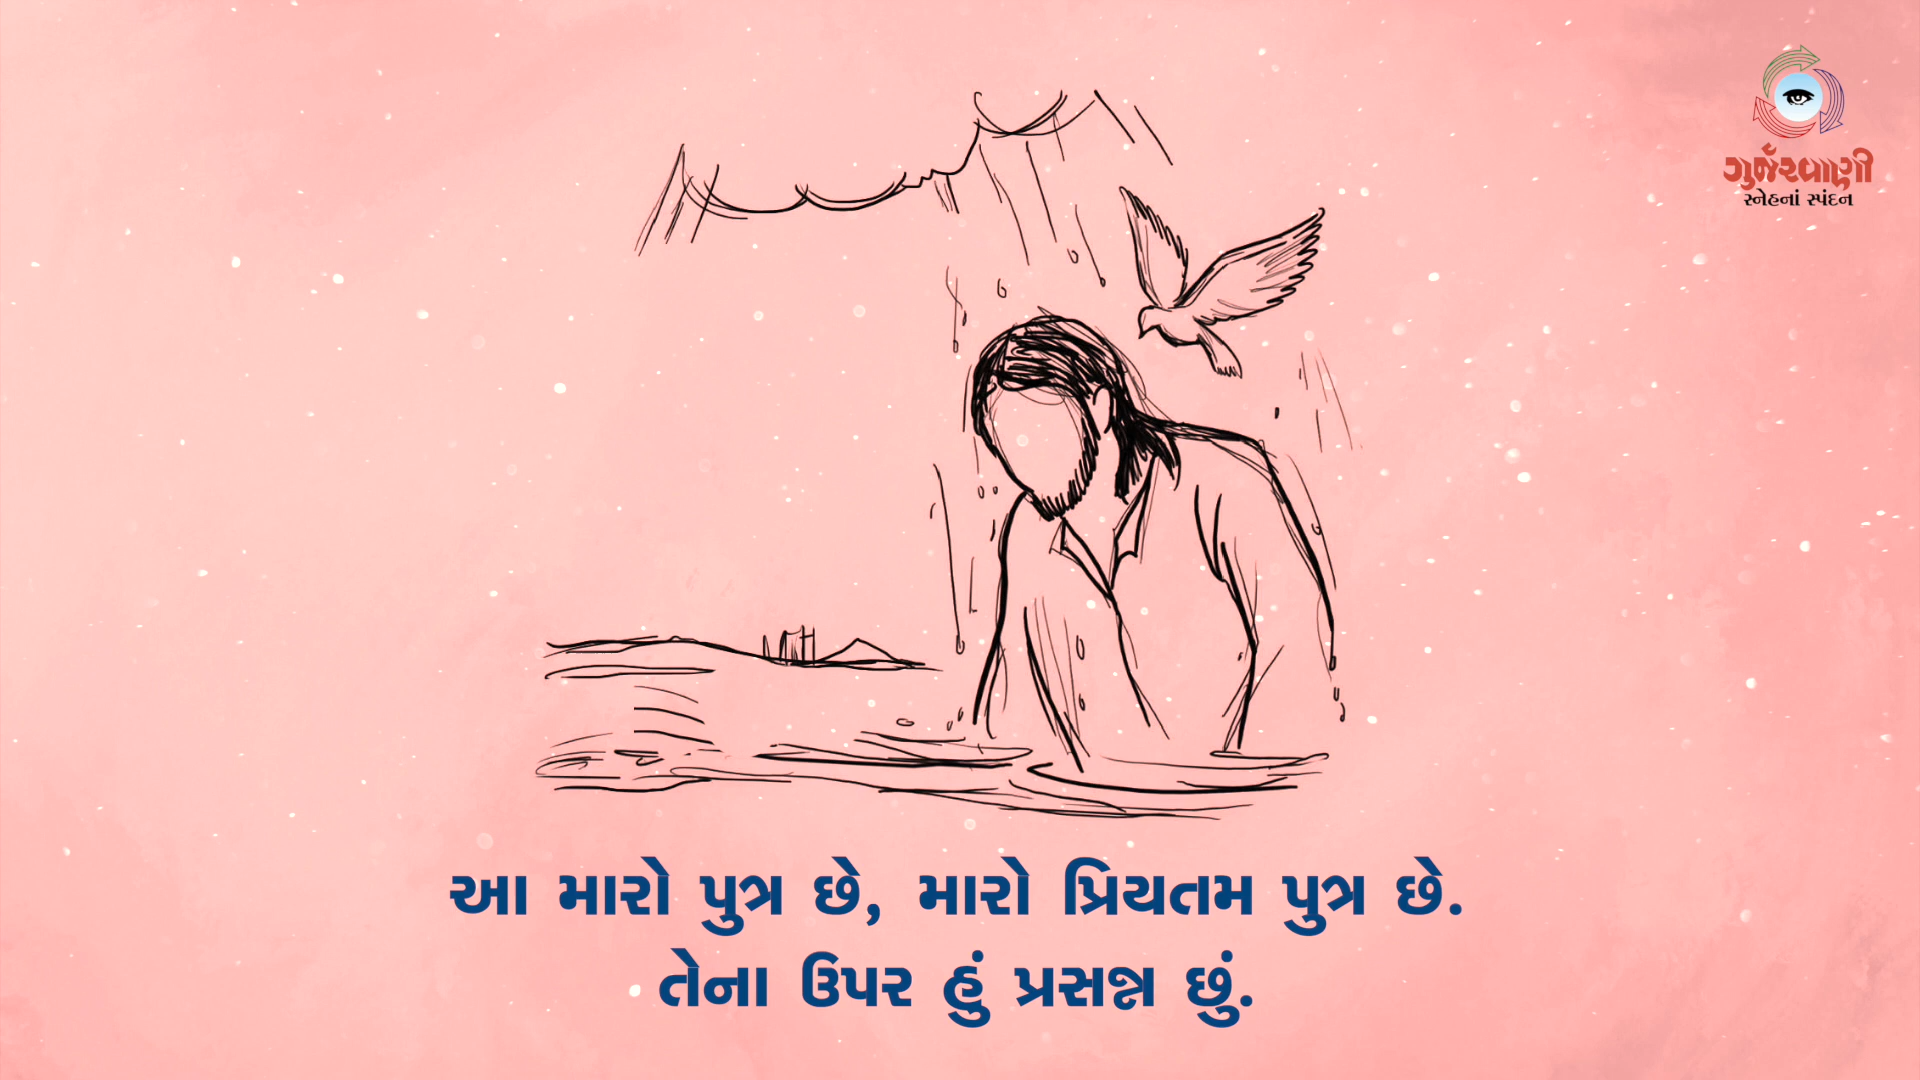 ગુર્જરવાણી
સ્નેહનાં સ્પંદન
આ મારો પુત્ર છે, મારો પ્રિયતમ પુત્ર છે.
તેના ઉપર હું પ્રસન્ન છું.